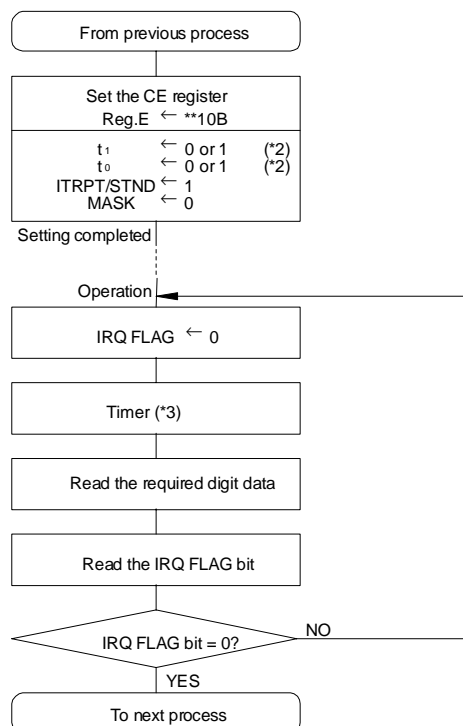 From previous process
Set the CE register
Reg.E ← **10B
t1 ← 0 or 1 (*2)
t0 ← 0 or 1 (*2)
ITRPT/STND ← 1
MASK ← 0
Setting completed
Operation
IRQ FLAG ← 0
Timer (*3)
Read the required digit data
Read the IRQ FLAG bit
IRQ FLAG bit = 0?
NO
YES
To next process